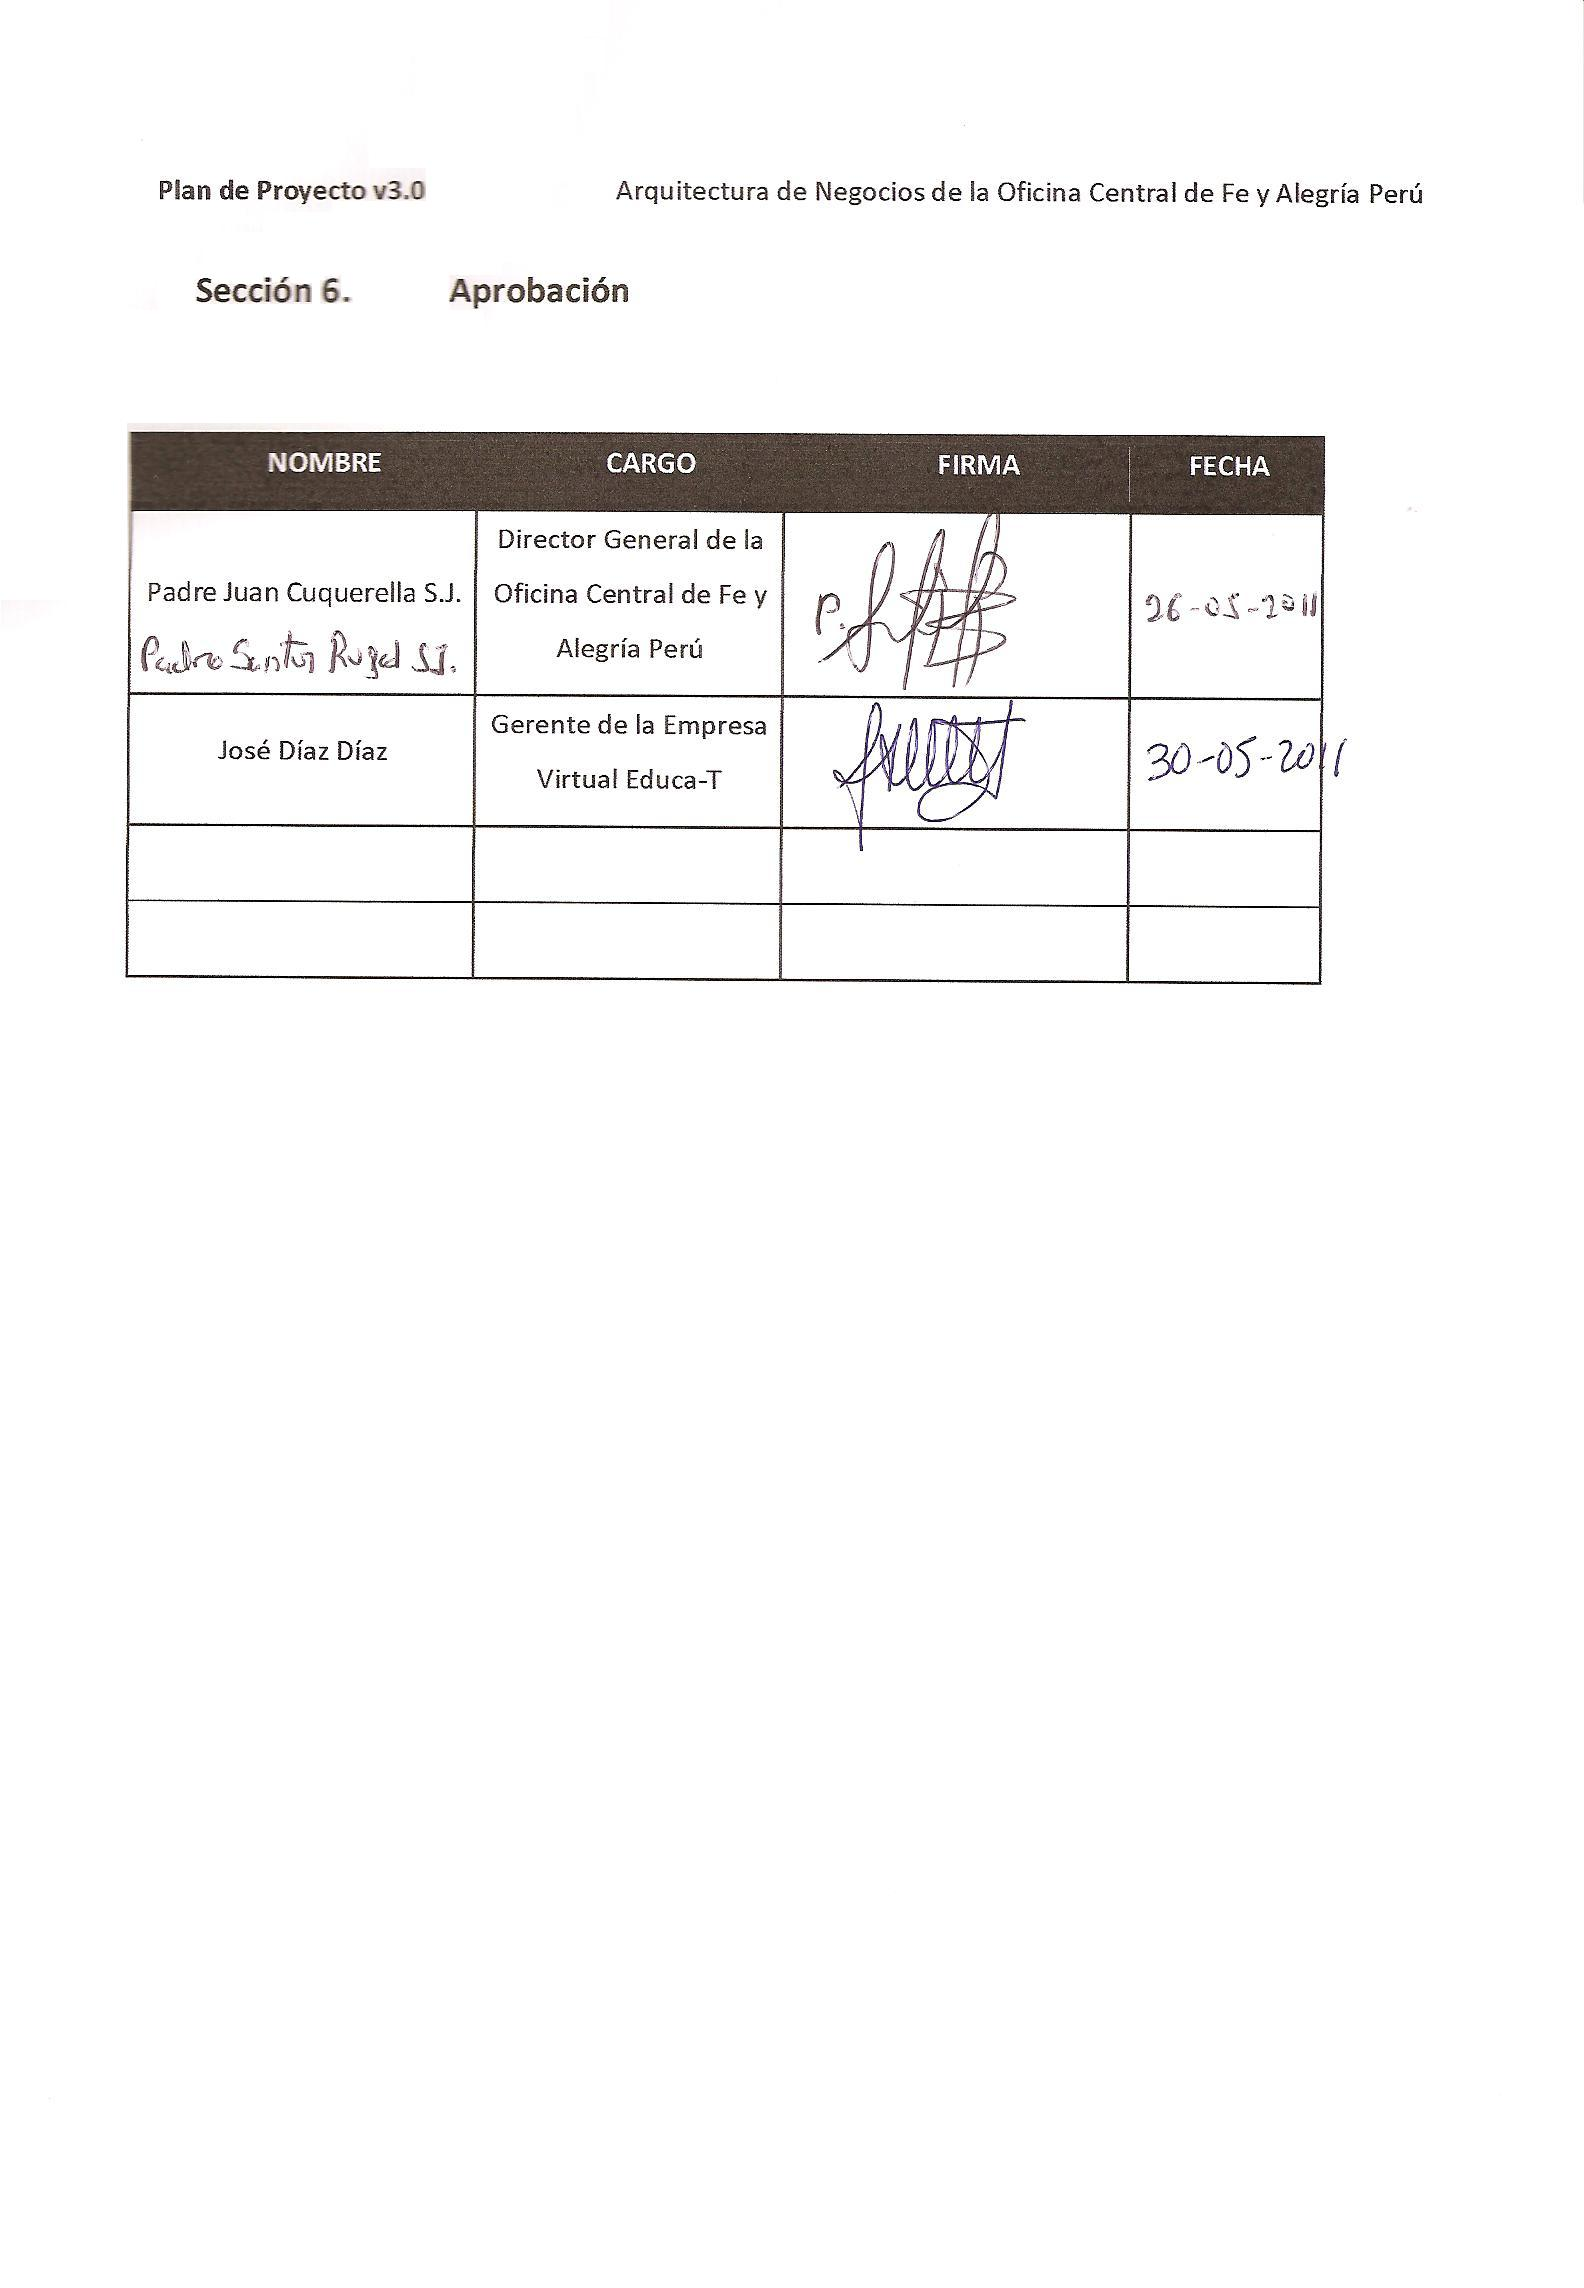 Plan de Proyecto v3.0 Arquitectura de Negocios de la Oficina Central de Fe y Alegría Perú
Sección 6. Aprobación
NOMBRE CARGO FIRMA FECHA
Padre Juan Cuquerella S.J.
Padre Santos Rugel SJ.
Director General de la
Oficina Central de Fe y
Alegría Perú
P.
26-05-2011
José Díaz Díaz
Gerente de la Empresa
Virtual Educa-T
30-05-2011